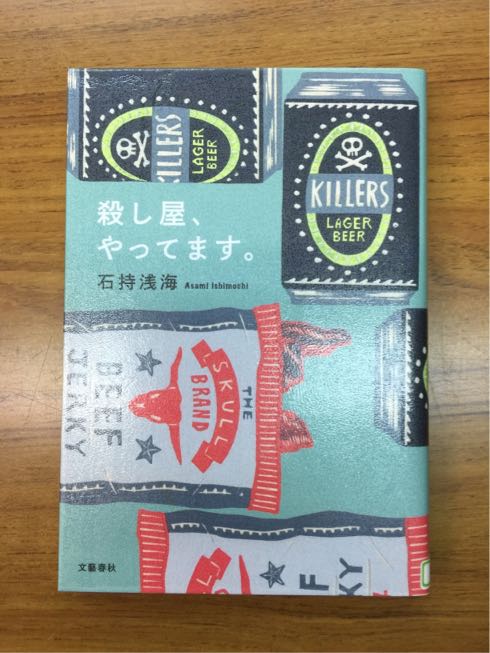 KILLERS
LAGER
BEER
KILLERS
LAGER
BEER
殺し屋、
やってます。
石持浅海 Asami Ishimochi
THE
SKULL
BRAND
BEEF
JERKY
文藝春秋